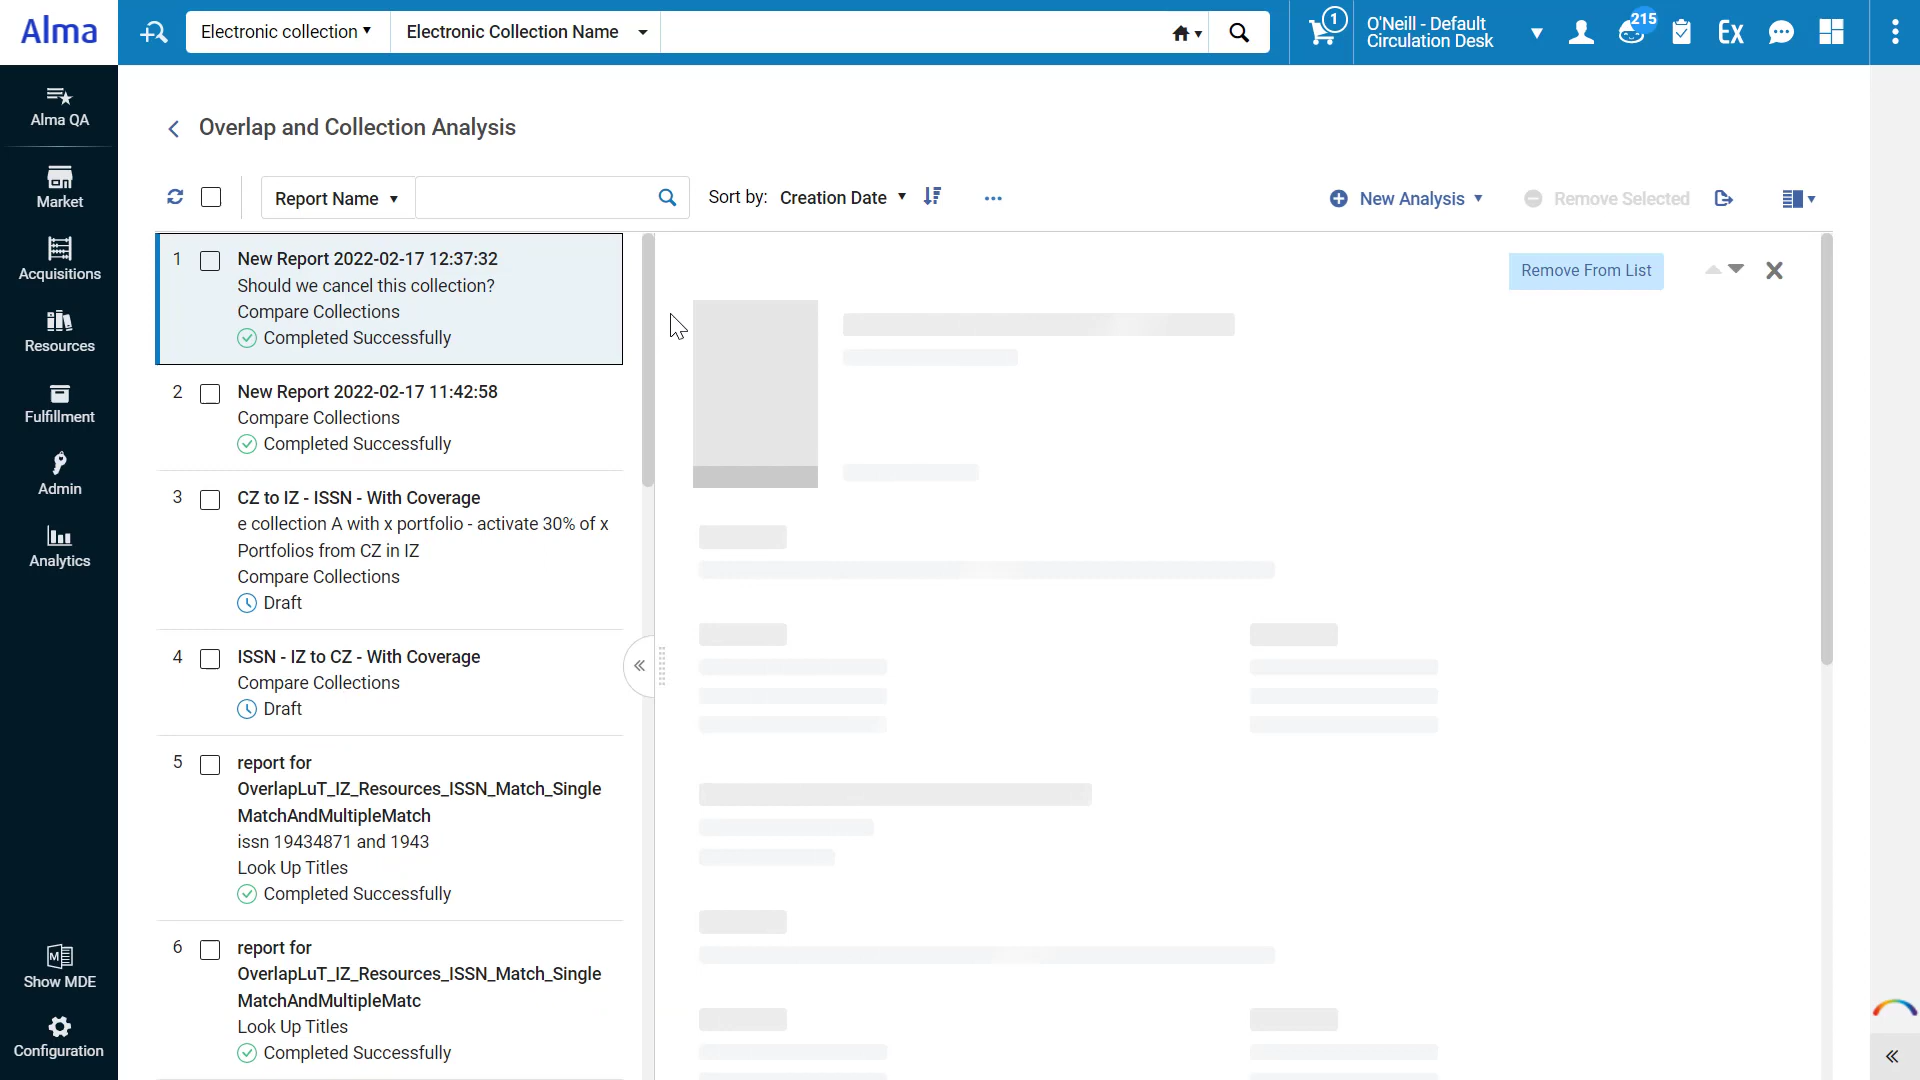 Alma
Electronic collection
Electronic Collection Name
1
O'Neill - Default
Circulation Desk
215
Ex
Alma QA
Market
Acquisitions
Resources
Fulfillment
Admin
Analytics
Show MDE
Configuration
Overlap and Collection Analysis
Report Name
Sort by: Creation Date
New Analysis
Remove Selected
Remove From List
1 New Report 2022-02-17 12:37:32
Should we cancel this collection?
Compare Collections
Completed Successfully
2 New Report 2022-02-17 11:42:58
Compare Collections
Completed Successfully
3 CZ to IZ - ISSN - With Coverage
e collection A with x portfolio - activate 30% of x
Portfolios from CZ in IZ
Compare Collections
Draft
4 ISSN - IZ to CZ - With Coverage
Compare Collections
Draft
5 report for
OverlapLuT_IZ_Resources_ISSN_Match_Single
MatchAndMultipleMatch
issn 19434871 and 1943
Look Up Titles
Completed Successfully
6 report for
OverlapLuT_IZ_Resources_ISSN_Match_Single
MatchAndMultipleMatc
Look Up Titles
Completed Successfully